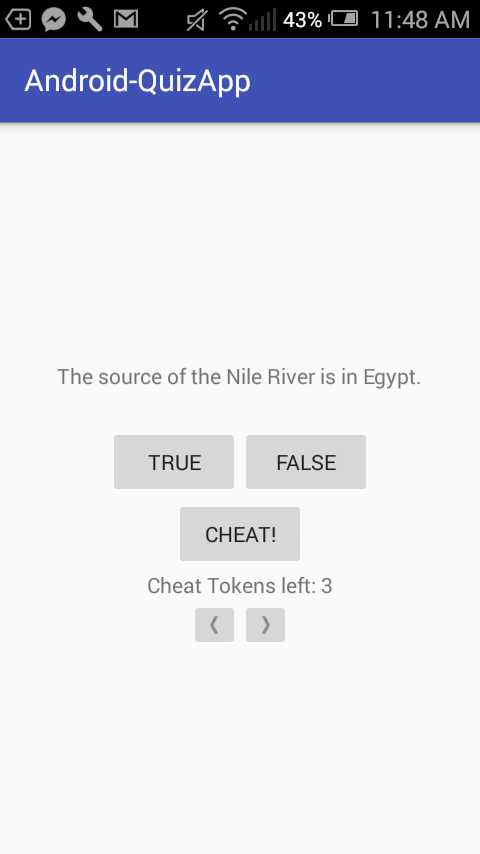 43% 11:48 AM
Android-QuizApp
The source of the Nile River is in Egypt.
TRUE FALSE
CHEAT!
Cheat Tokens left: 3
❮ ❯